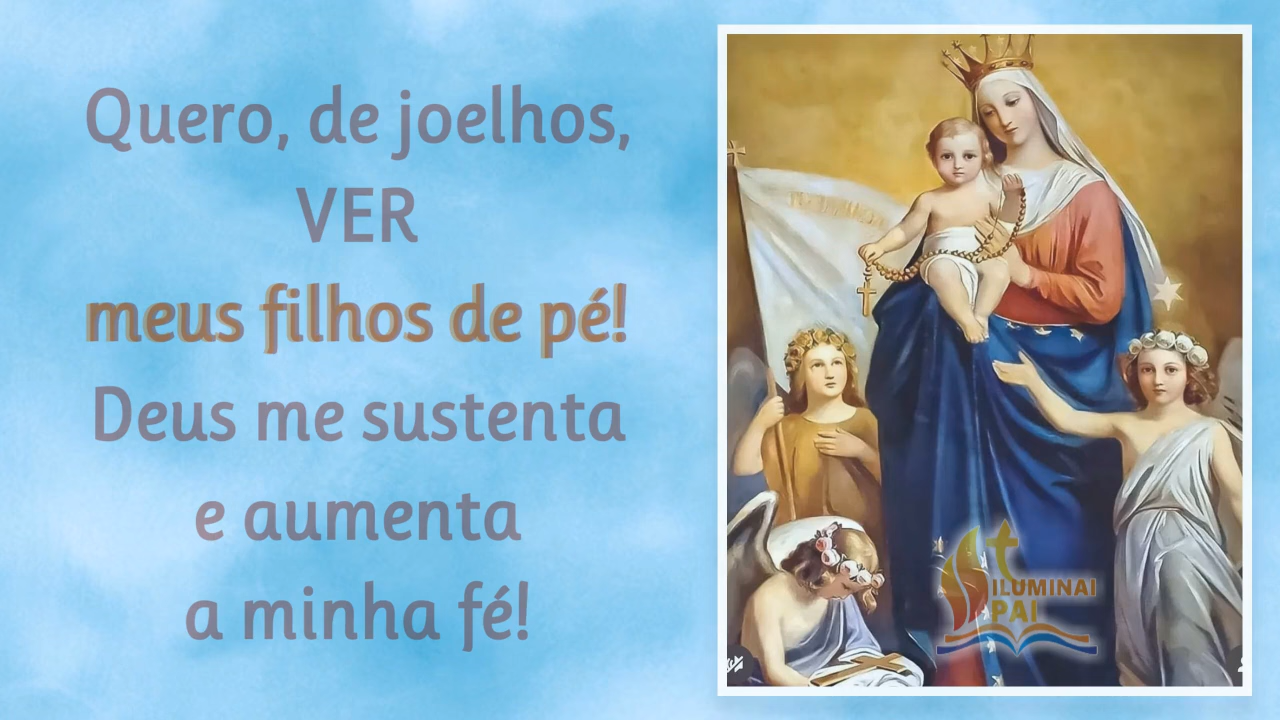 Quero, de joelhos,
VER
meus filhos de pé!
Deus me sustenta
e aumenta
a minha fé!
ILUMINAI
PAI